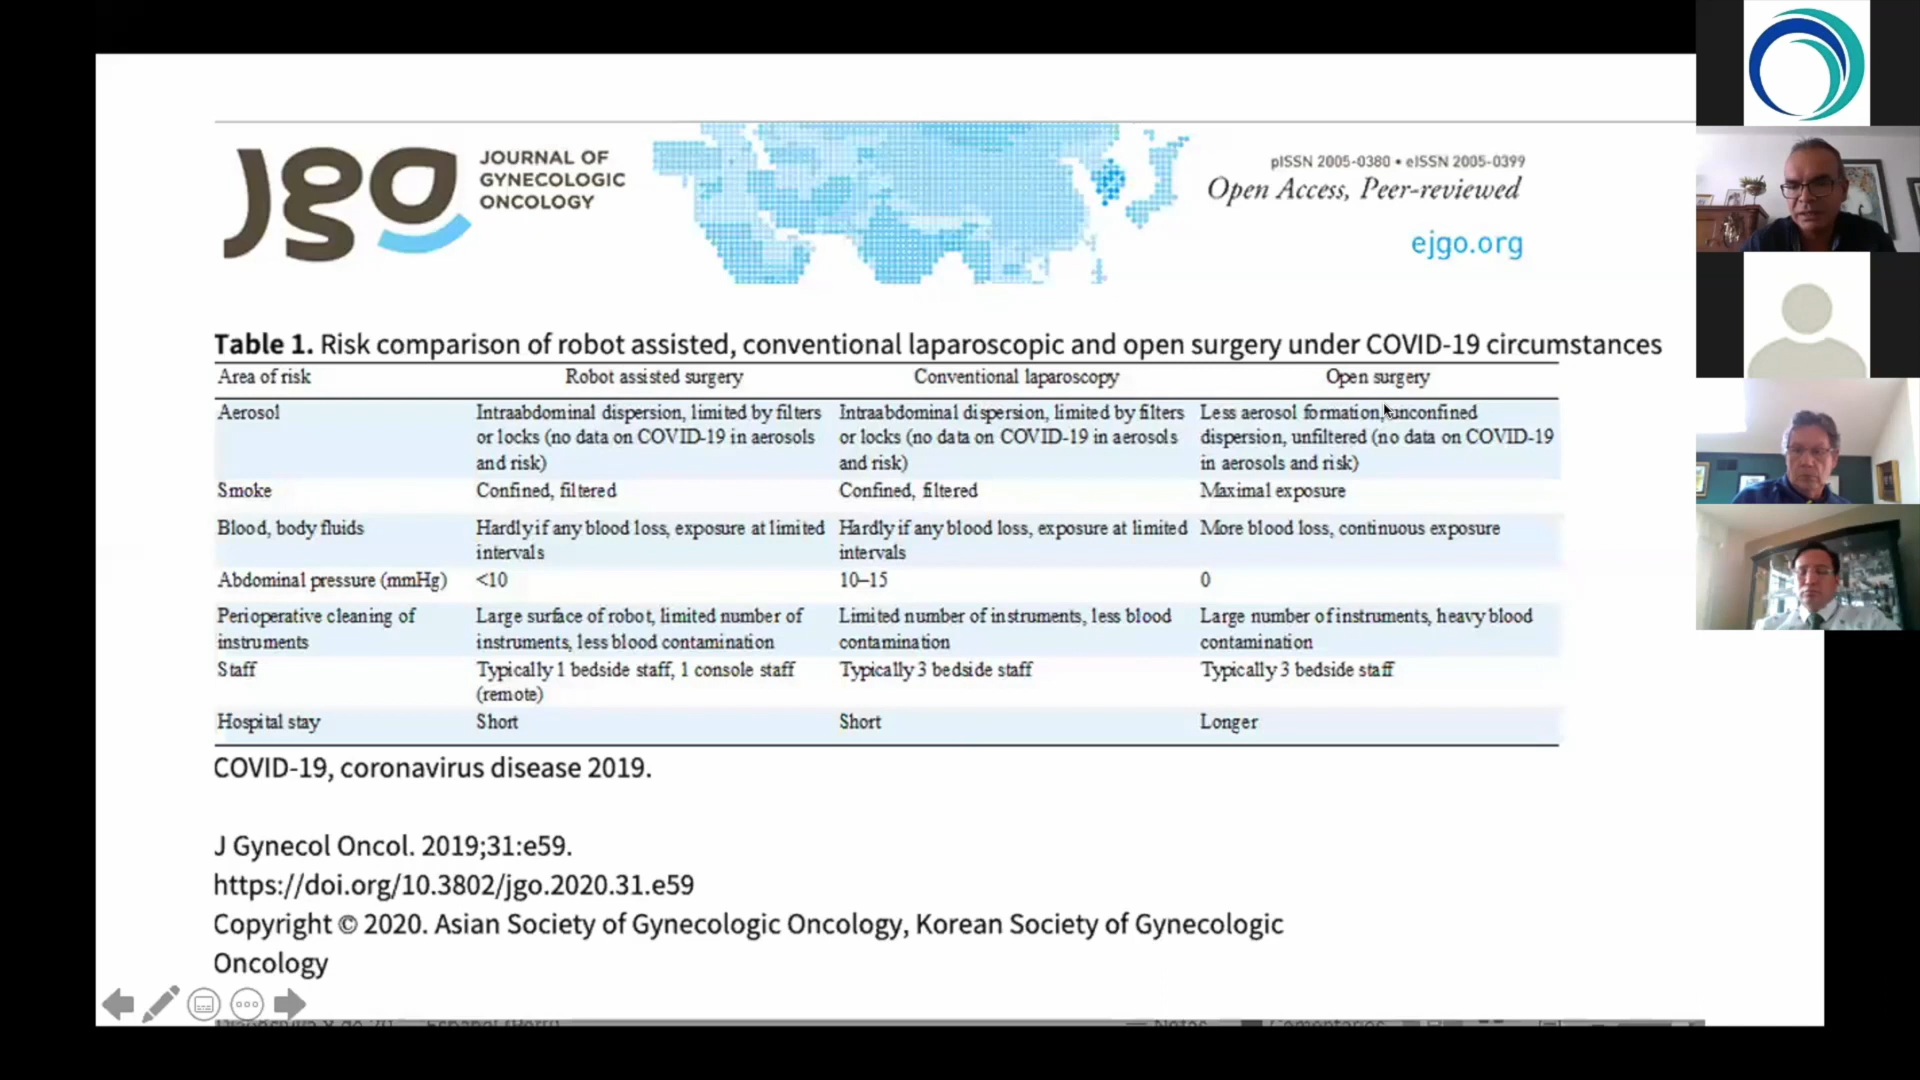 jgo
JOURNAL OF
GYNECOLOGIC
ONCOLOGY
pISSN 2005-0380 • eISSN 2005-0399
Open Access, Peer-reviewed
ejgo.org
Table 1. Risk comparison of robot assisted, conventional laparoscopic and open surgery under COVID-19 circumstances
Area of risk Robot assisted surgery Conventional laparoscopy Open surgery
Aerosol Intraabdominal dispersion, limited by filters Intraabdominal dispersion, limited by filters Less aerosol formation, unconfined
or locks (no data on COVID-19 in aerosols or locks (no data on COVID-19 in aerosols dispersion, unfiltered (no data on COVID-19
and risk) and risk) in aerosols and risk)
Smoke Confined, filtered Confined, filtered Maximal exposure
Blood, body fluids Hardly if any blood loss, exposure at limited Hardly if any blood loss, exposure at limited More blood loss, continuous exposure
intervals intervals
Abdominal pressure (mmHg) <10 10–15 0
Perioperative cleaning of Large surface of robot, limited number of Limited number of instruments, less blood Large number of instruments, heavy blood
instruments instruments, less blood contamination contamination contamination
Staff Typically 1 bedside staff, 1 console staff Typically 3 bedside staff Typically 3 bedside staff
(remote)
Hospital stay Short Short Longer
COVID-19, coronavirus disease 2019.
J Gynecol Oncol. 2019;31:e59.
https://doi.org/10.3802/jgo.2020.31.e59
Copyright © 2020. Asian Society of Gynecologic Oncology, Korean Society of Gynecologic
Oncology